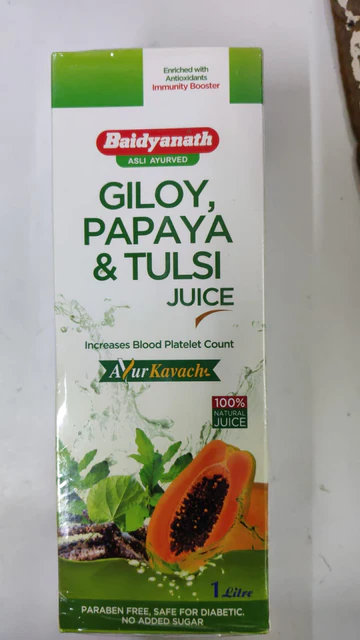 Enriched with
Antioxidants
Immunity Booster
Baidyanath
ASLI AYURVED
GILOY,
PAPAYA
& TULSI
JUICE
Increases Blood Platelet Count
AyurKavach
100%
NATURAL
JUICE
1 Litre
PARABEN FREE, SAFE FOR DIABETIC.
NO ADDED SUGAR